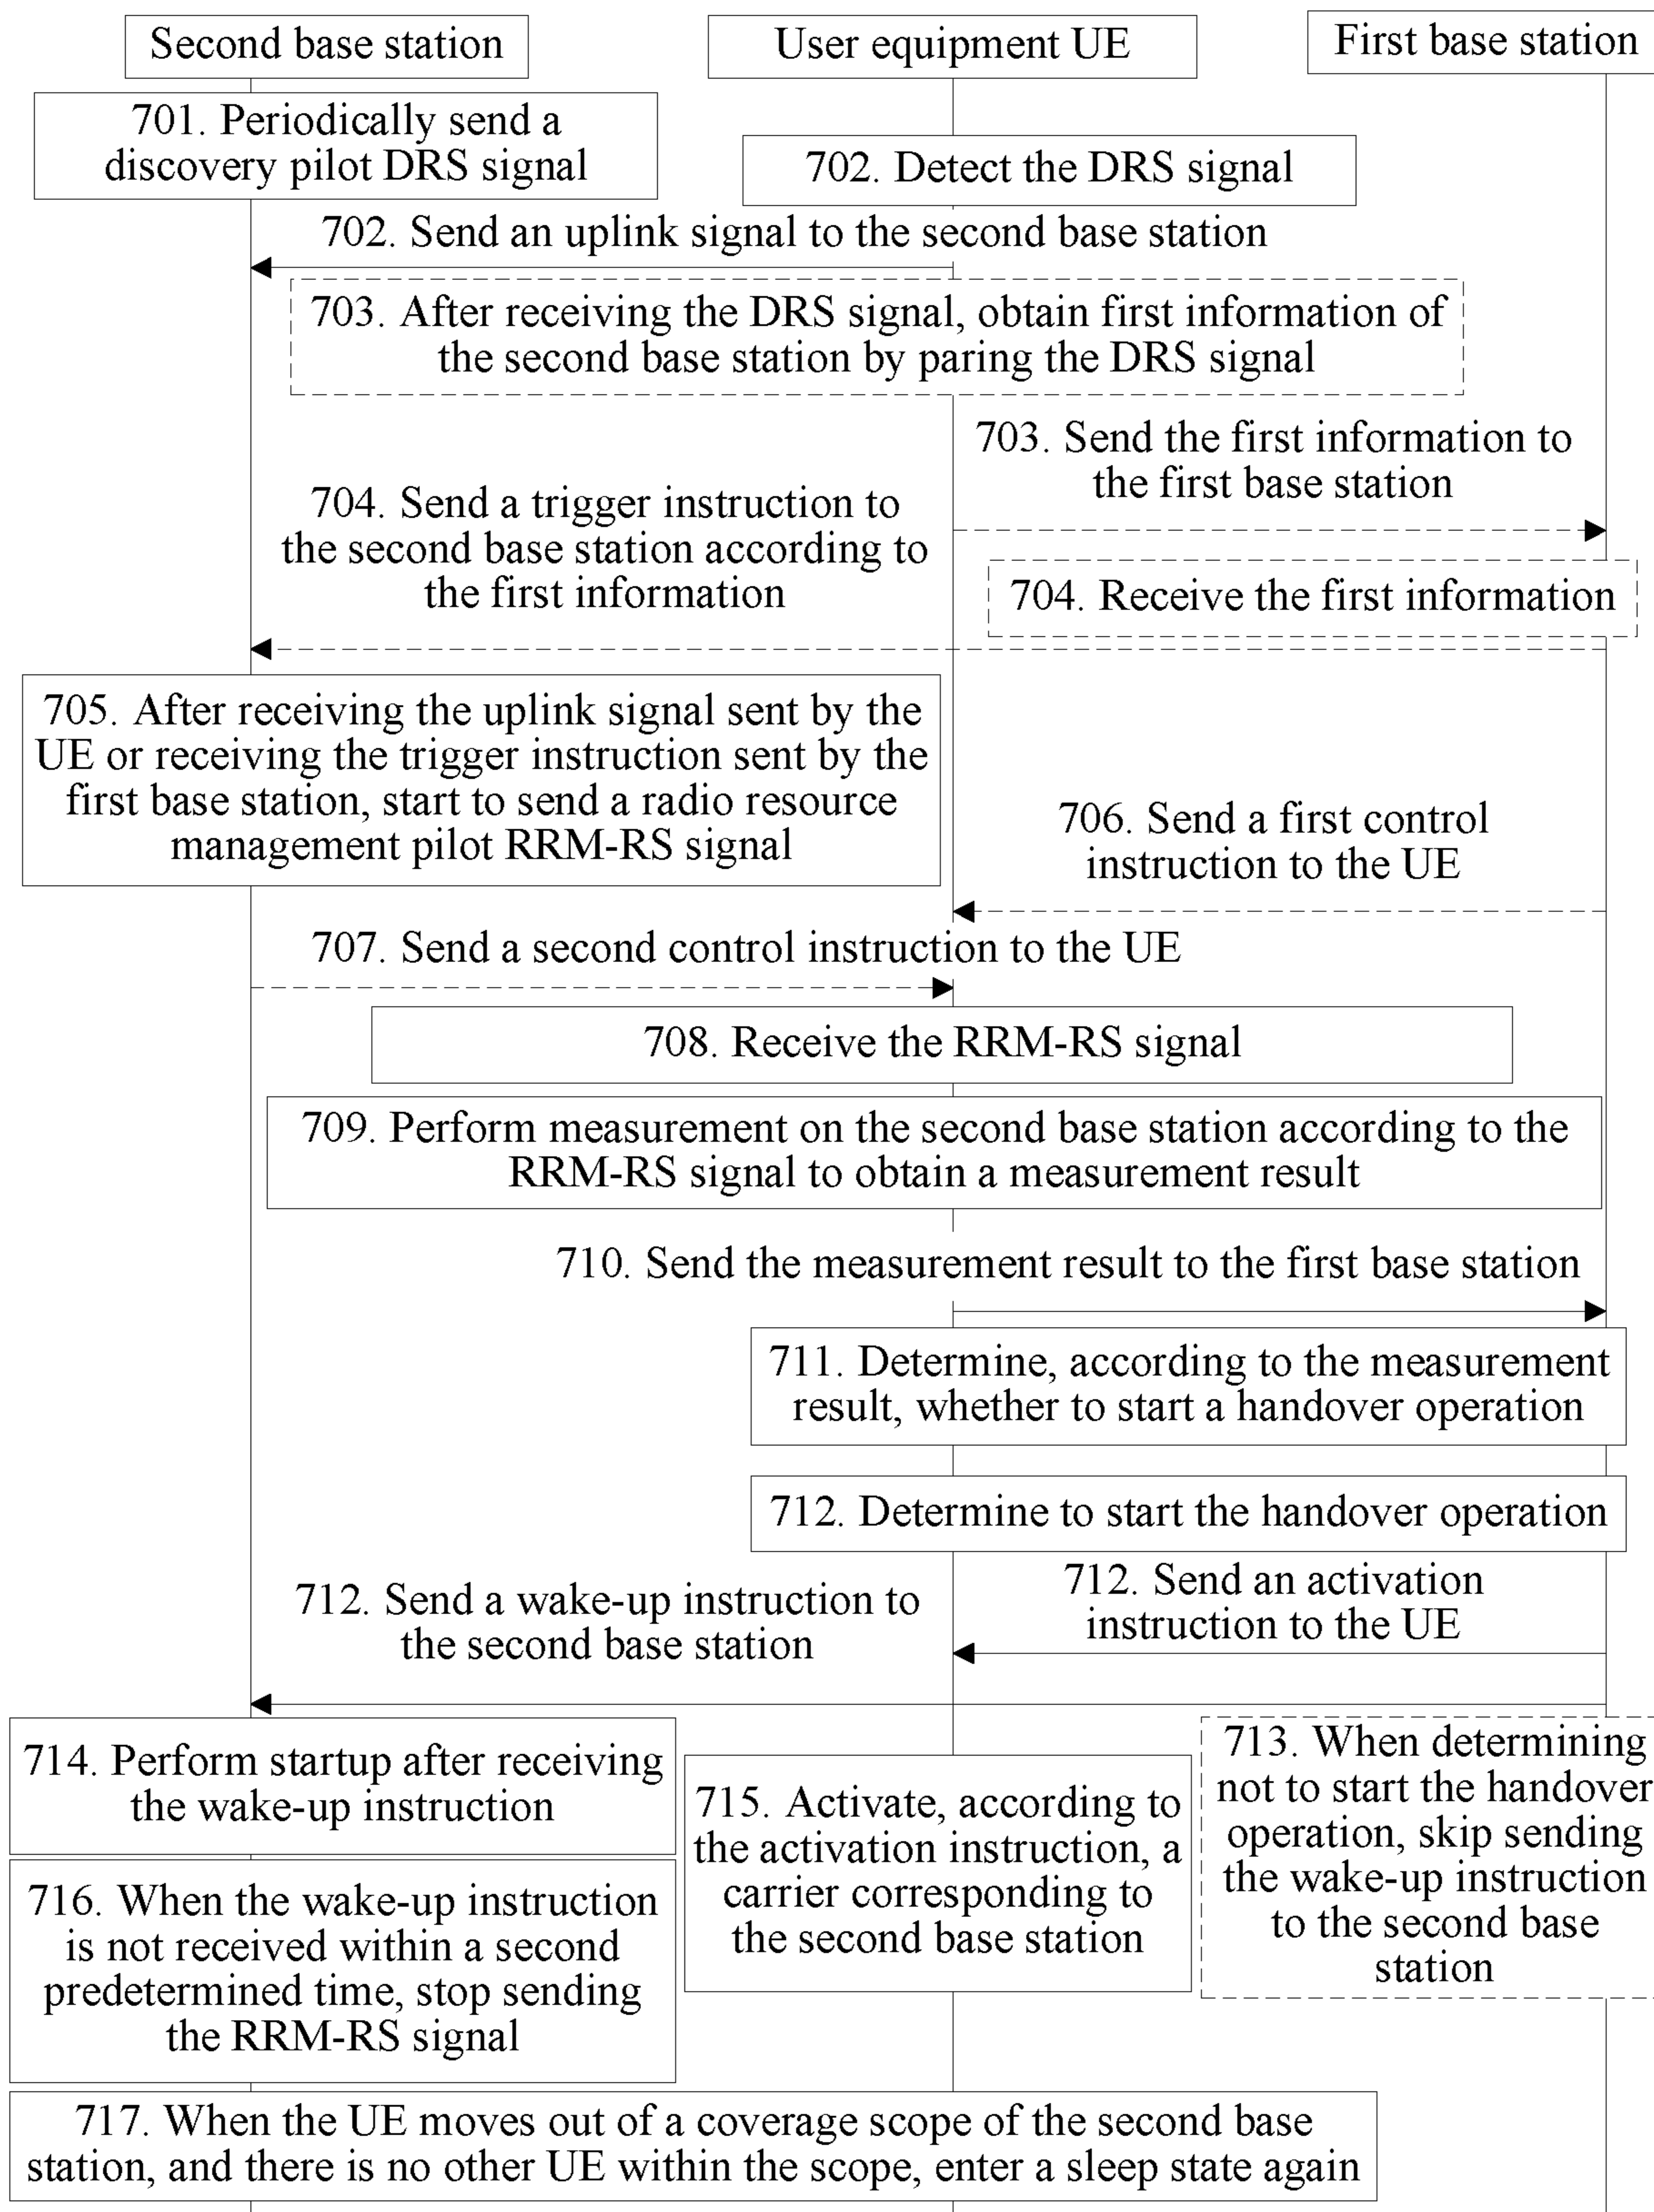 Second base station
User equipment UE
First base station
701. Periodically send a
discovery pilot DRS signal
702. Detect the DRS signal
702. Send an uplink signal to the second base station
703. After receiving the DRS signal, obtain first information of
the second base station by paring the DRS signal
703. Send the first information to
the first base station
704. Send a trigger instruction to
the second base station according to
the first information
704. Receive the first information
705. After receiving the uplink signal sent by the
UE or receiving the trigger instruction sent by the
first base station, start to send a radio resource
management pilot RRM-RS signal
706. Send a first control
instruction to the UE
707. Send a second control instruction to the UE
708. Receive the RRM-RS signal
709. Perform measurement on the second base station according to the
RRM-RS signal to obtain a measurement result
710. Send the measurement result to the first base station
711. Determine, according to the measurement
result, whether to start a handover operation
712. Determine to start the handover operation
712. Send an activation
instruction to the UE
712. Send a wake-up instruction to
the second base station
713. When determining
not to start the handover
operation, skip sending
the wake-up instruction
to the second base
station
714. Perform startup after receiving
the wake-up instruction
715. Activate, according to
the activation instruction, a
carrier corresponding to
the second base station
716. When the wake-up instruction
is not received within a second
predetermined time, stop sending
the RRM-RS signal
717. When the UE moves out of a coverage scope of the second base
station, and there is no other UE within the scope, enter a sleep state again